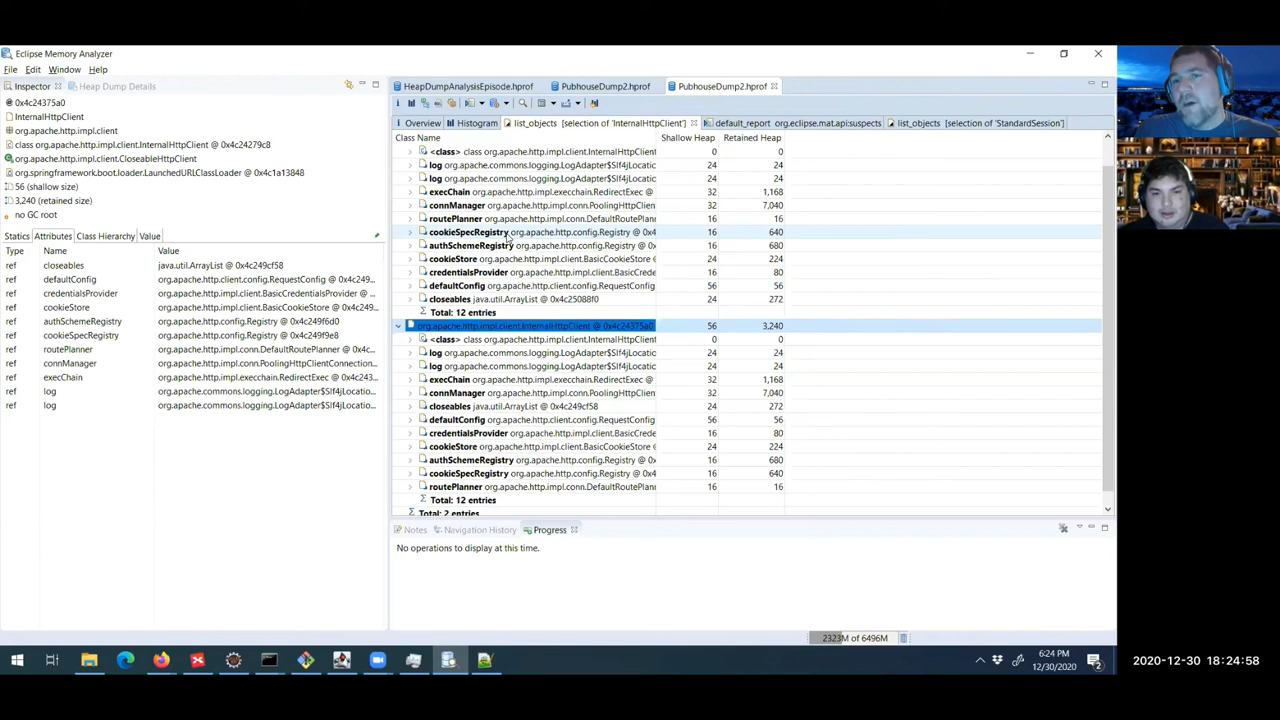 Eclipse Memory Analyzer
File Edit Window Help
Inspector Heap Dump Details
HeapDumpAnalysisEpisode.hprof PubhouseDump2.hprof PubhouseDump2.hprof
0x4c24375a0
InternalHttpClient
org.apache.http.impl.client
class org.apache.http.impl.client.InternalHttpClient @ 0x4c24279c8
org.apache.http.impl.client.CloseableHttpClient
org.springframework.boot.loader.LaunchedURLClassLoader @ 0x4c1a13848
56 (shallow size)
3,240 (retained size)
no GC root
Statics Attributes Class Hierarchy Value
Type Name Value
ref closeables java.util.ArrayList @ 0x4c249cf58
ref defaultConfig org.apache.http.client.config.RequestConfig @ 0x4c249...
ref credentialsProvider org.apache.http.impl.client.BasicCredentialsProvider @ 0x4...
ref cookieStore org.apache.http.impl.client.BasicCookieStore @ 0x4c249...
ref authSchemeRegistry org.apache.http.config.Registry @ 0x4c249f6d0
ref cookieSpecRegistry org.apache.http.config.Registry @ 0x4c249f9e8
ref routePlanner org.apache.http.impl.conn.DefaultRoutePlanner @ 0x4c2...
ref connManager org.apache.http.impl.conn.PoolingHttpClientConnection...
ref execChain org.apache.http.impl.execchain.RedirectExec @ 0x4c243...
ref log org.apache.commons.logging.LogAdapter$Slf4jLocatio...
ref log org.apache.commons.logging.LogAdapter$Slf4jLocatio...
Overview Histogram list_objects [selection of 'InternalHttpClient'] default_report org.eclipse.mat.api:suspects list_objects [selection of 'StandardSession']
Class Name Shallow Heap Retained Heap
<class> class org.apache.http.impl.client.InternalHttpClient 0 0
log org.apache.commons.logging.LogAdapter$Slf4jLocatic 24 24
log org.apache.commons.logging.LogAdapter$Slf4jLocatic 24 24
execChain org.apache.http.impl.execchain.RedirectExec @ 32 1,168
connManager org.apache.http.impl.conn.PoolingHttpClient 32 7,040
routePlanner org.apache.http.impl.conn.DefaultRoutePlanr 16 16
cookieSpecRegistry org.apache.http.config.Registry @ 0x4 16 640
authSchemeRegistry org.apache.http.config.Registry @ 0x 16 680
cookieStore org.apache.http.impl.client.BasicCookieStore @ 24 224
credentialsProvider org.apache.http.impl.client.BasicCrede 16 80
defaultConfig org.apache.http.client.config.RequestConfig 56 56
closeables java.util.ArrayList @ 0x4c25088f0 24 272
Σ Total: 12 entries
org.apache.http.impl.client.InternalHttpClient @ 0x4c24375a0 56 3,240
<class> class org.apache.http.impl.client.InternalHttpClient 0 0
log org.apache.commons.logging.LogAdapter$Slf4jLocatic 24 24
log org.apache.commons.logging.LogAdapter$Slf4jLocatic 24 24
execChain org.apache.http.impl.execchain.RedirectExec @ 32 1,168
connManager org.apache.http.impl.conn.PoolingHttpClient 32 7,040
closeables java.util.ArrayList @ 0x4c249cf58 24 272
defaultConfig org.apache.http.client.config.RequestConfig 56 56
credentialsProvider org.apache.http.impl.client.BasicCrede 16 80
cookieStore org.apache.http.impl.client.BasicCookieStore @ 24 224
authSchemeRegistry org.apache.http.config.Registry @ 0x 16 680
cookieSpecRegistry org.apache.http.config.Registry @ 0x4 16 640
routePlanner org.apache.http.impl.conn.DefaultRoutePlanr 16 16
Σ Total: 12 entries
Σ Total: 2 entries
Notes Navigation History Progress
No operations to display at this time.
2323M of 6496M
6:24 PM
12/30/2020
2
2020-12-30 18:24:58